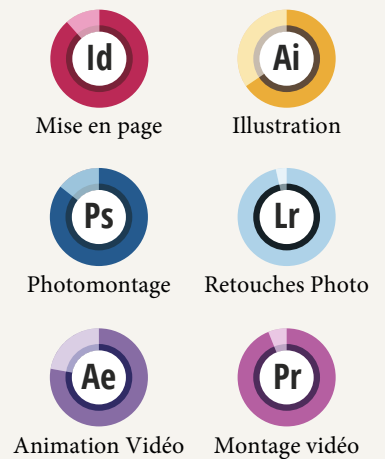 Id Ai
Mise en page Illustration
Ps Lr
Photomontage Retouches Photo
Ae Pr
Animation Vidéo Montage vidéo